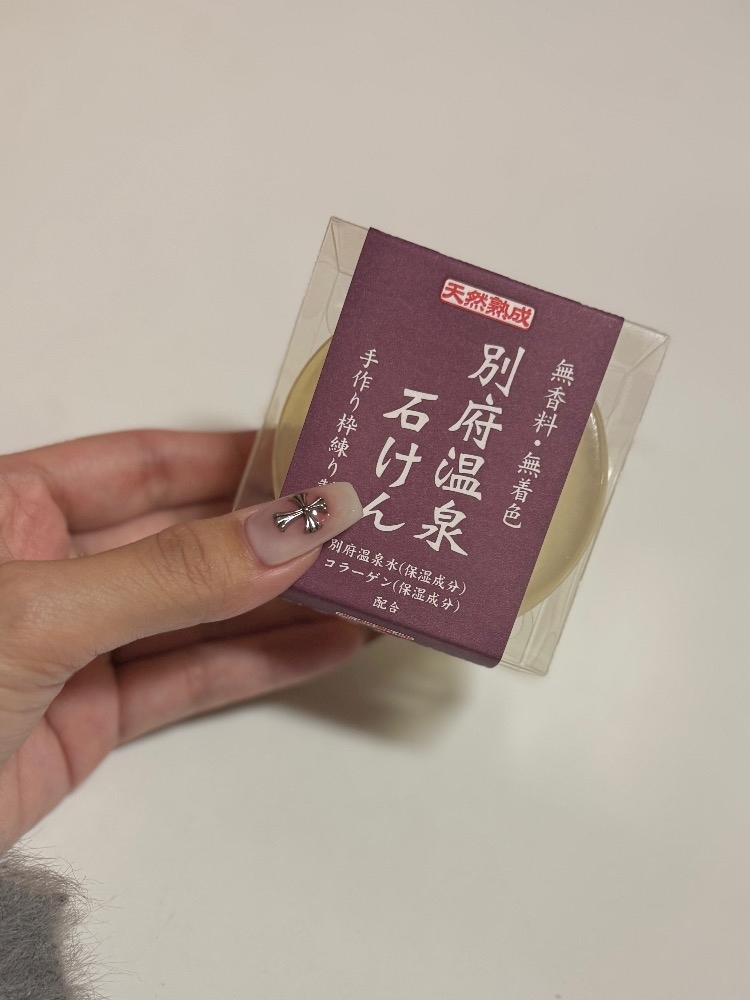 天然熟成
無香料・無着色
別府温泉
石けん
手作り枠練り
別府温泉水(保湿成分)
コラーゲン(保湿成分)
配合